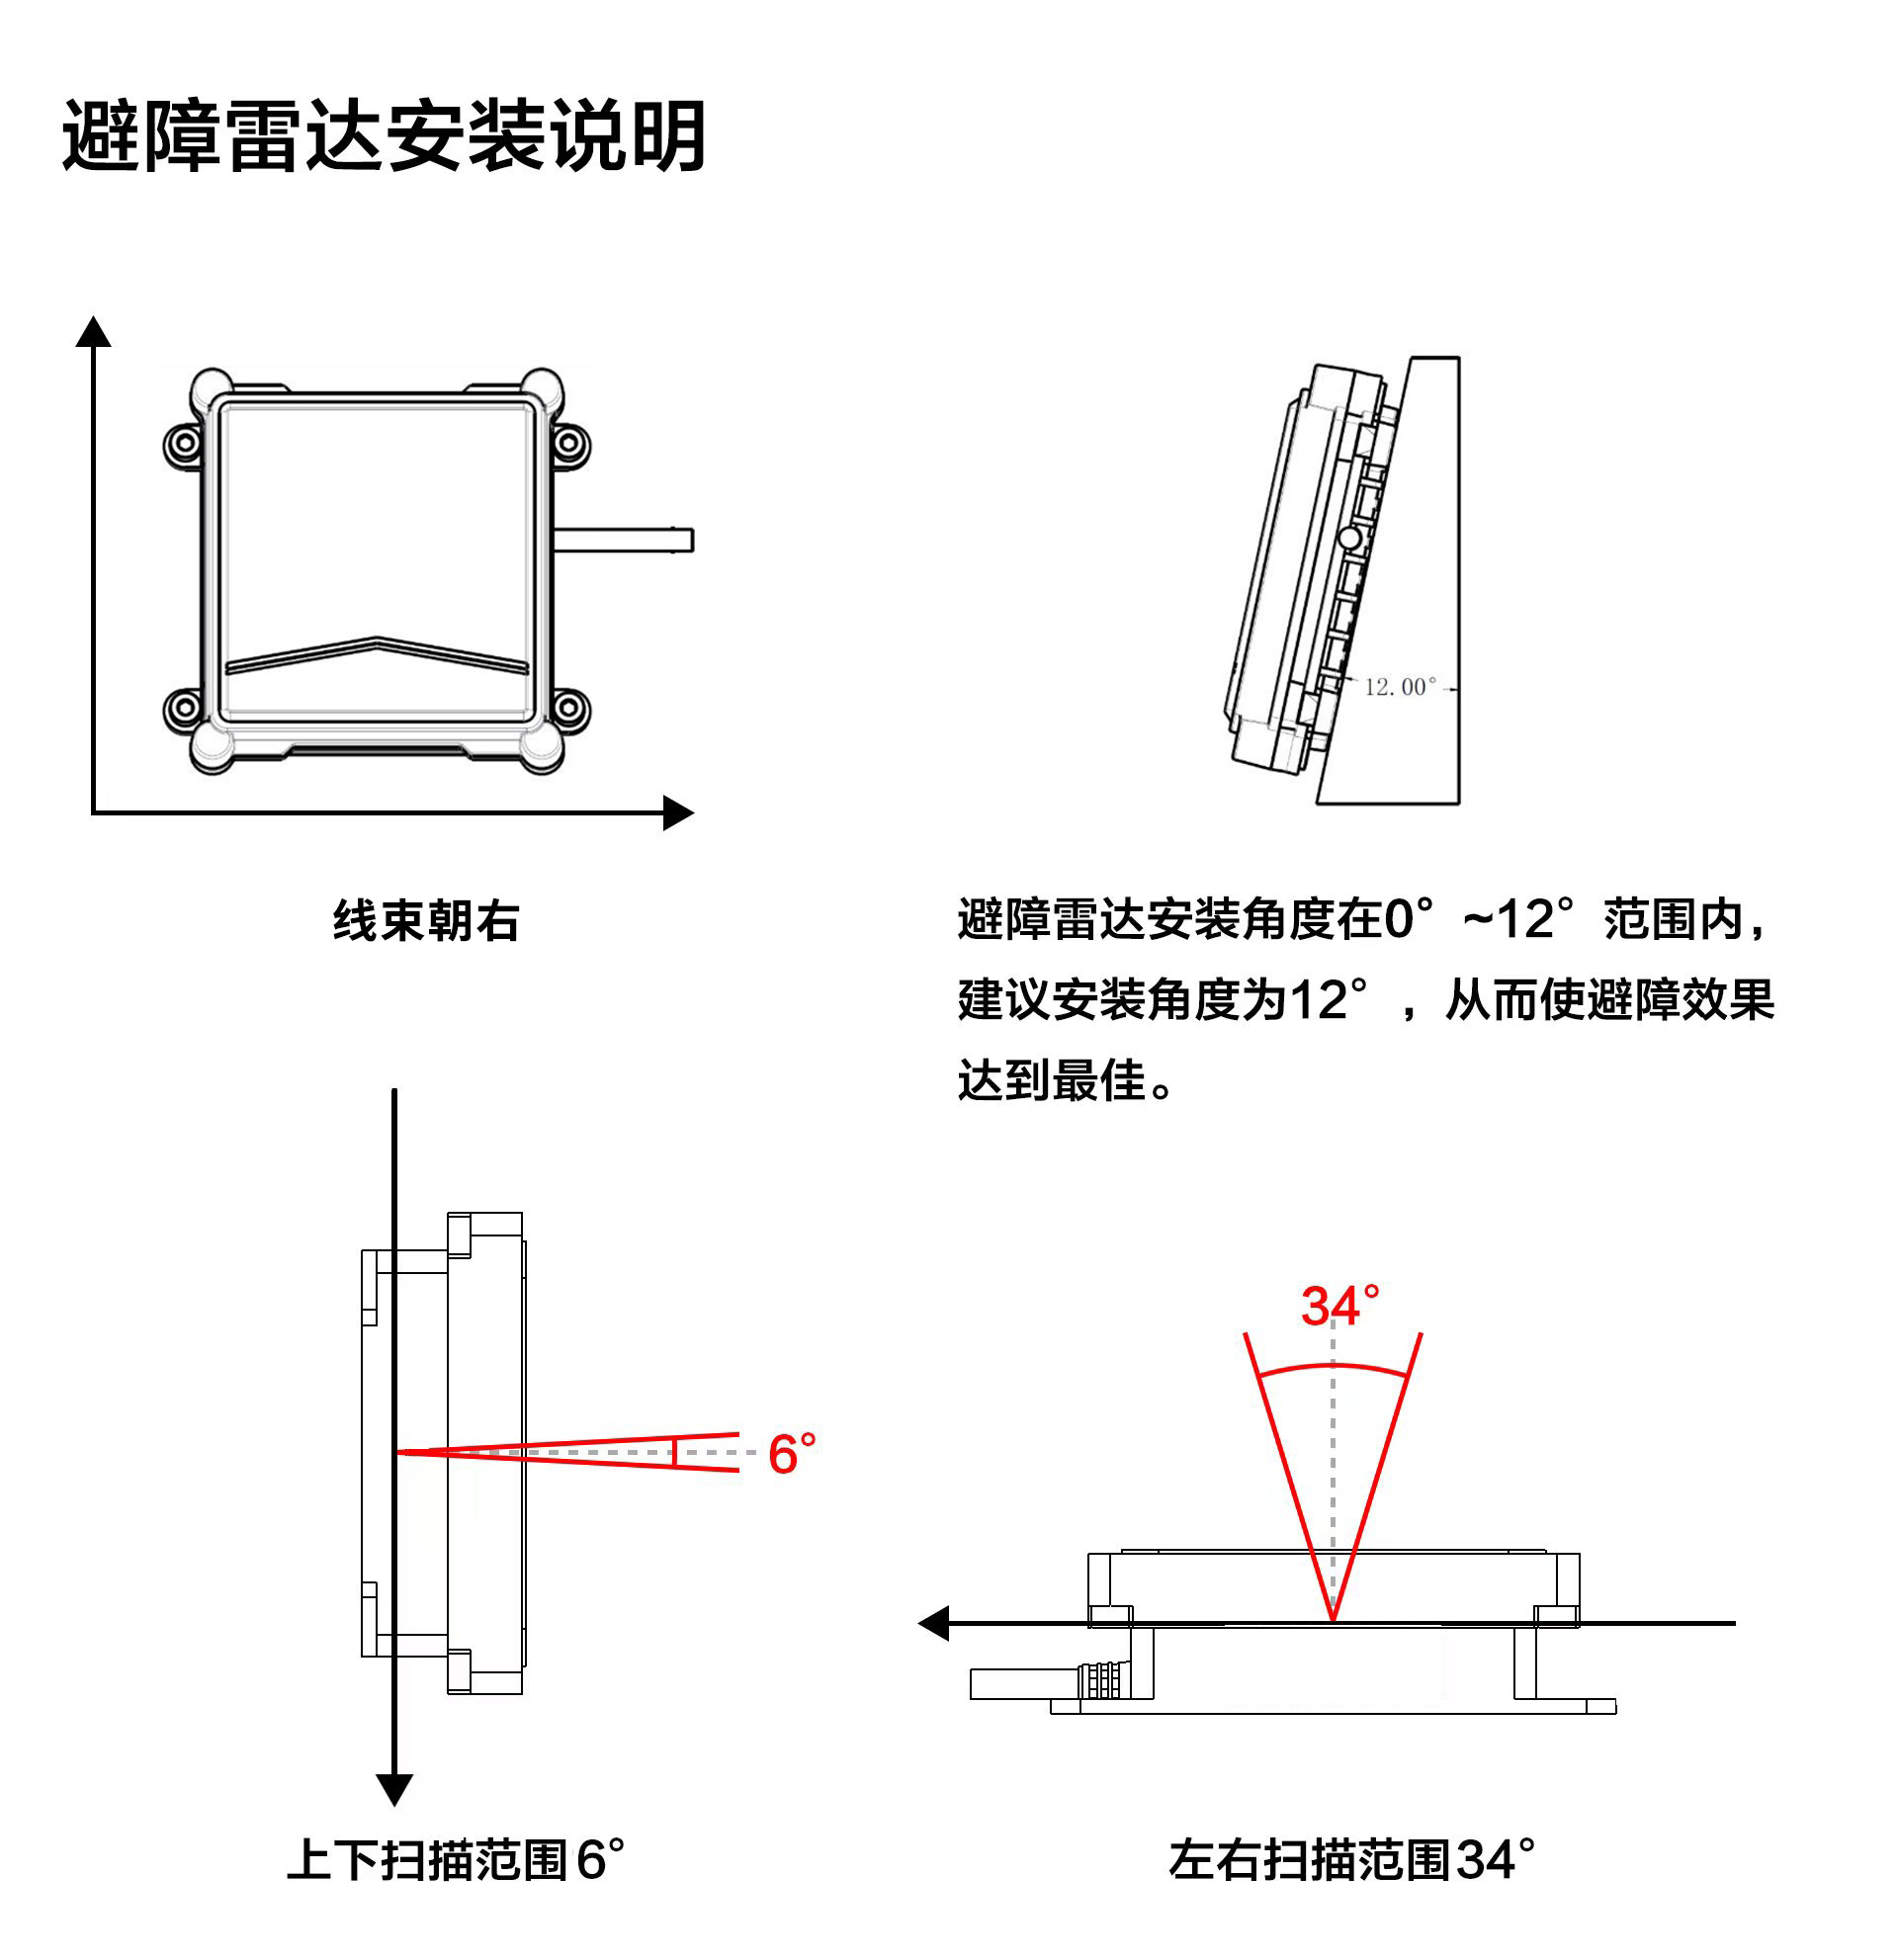 避障雷达安装说明
12.00°
线束朝右
避障雷达安装角度在0°~12°范围内，
建议安装角度为12°，从而使避障效果
达到最佳。
6°
34°
上下扫描范围6°
左右扫描范围34°